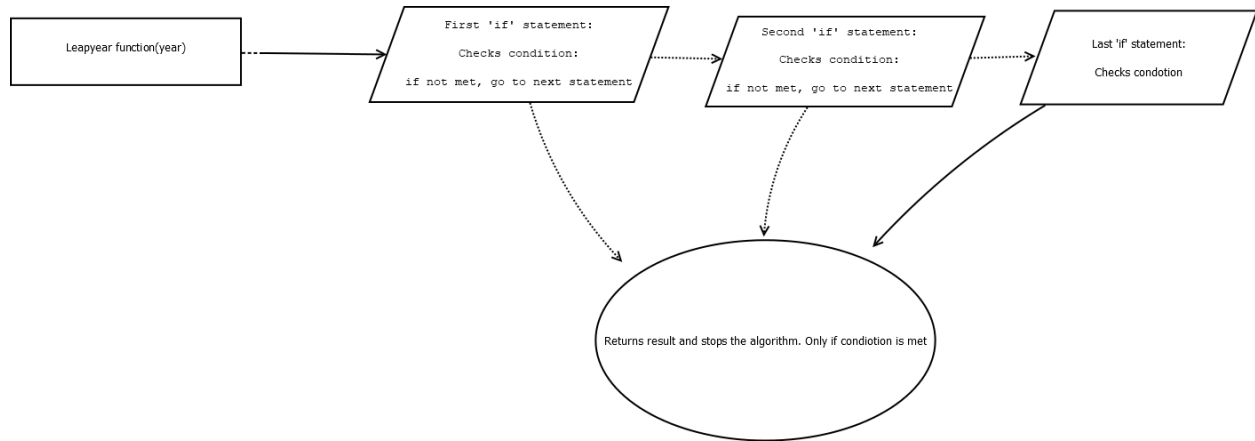 Leapyear function(year)
First 'if' statement:
Checks condition:
if not met, go to next statement
Second 'if' statement:
Checks condition:
if not met, go to next statement
Last 'if' statement:
Checks condotion
Returns result and stops the algorithm. Only if condiotion is met